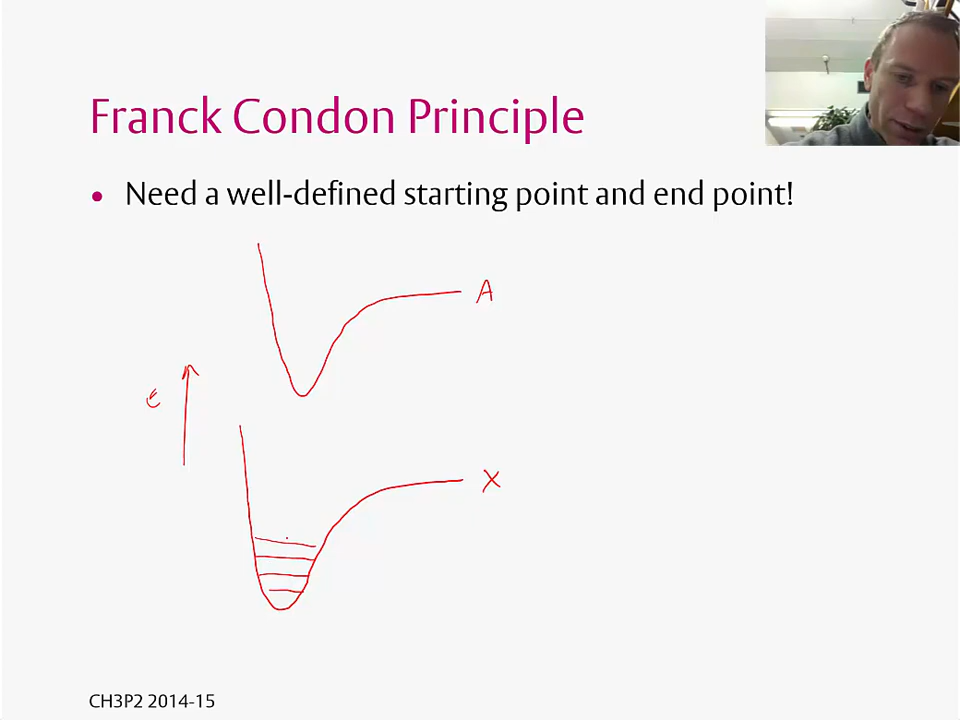 Franck Condon Principle
• Need a well-defined starting point and end point!
A
E
X
CH3P2 2014-15